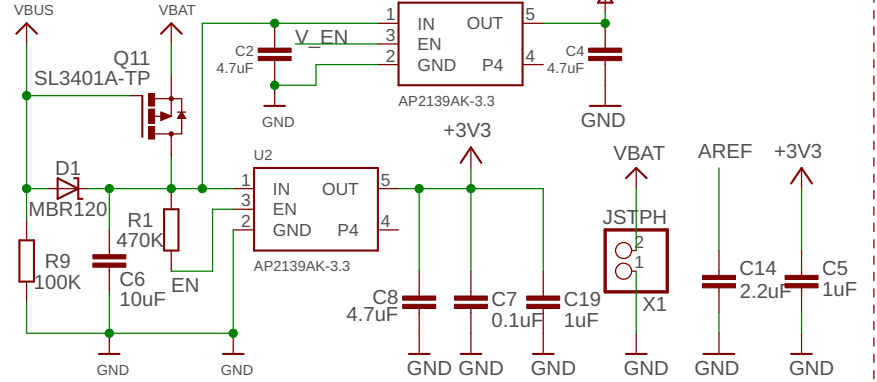 VBUS
VBAT
Q11
SL3401A-TP
C2
4.7uF
V_EN
1
3
2
IN
EN
GND
OUT
P4
5
4
AP2139AK-3.3
C4
4.7uF
GND
GND
+3V3
D1
MBR120
R1
470K
R9
100K
C6
10uF
EN
U2
1
3
2
IN
EN
GND
OUT
P4
5
4
AP2139AK-3.3
C8
4.7uF
C7
0.1uF
C19
1uF
VBAT
JSTPH
2
1
X1
AREF
+3V3
C14
2.2uF
C5
1uF
GND
GND
GND
GND
GND
GND
GND
GND